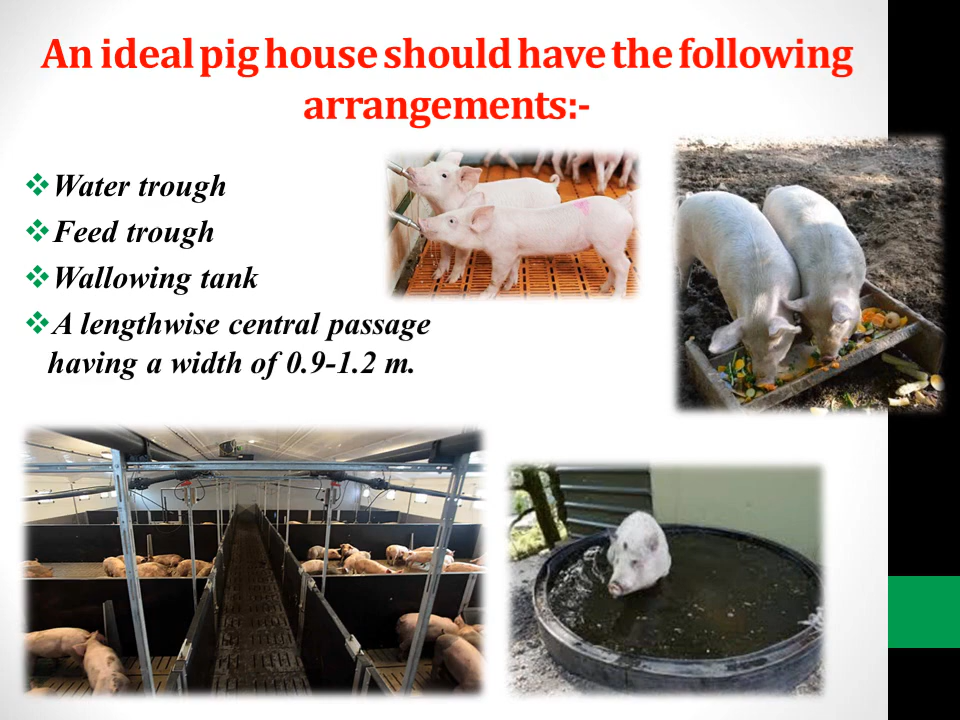 An ideal pig house should have the following
arrangements:-
❖Water trough
❖Feed trough
❖Wallowing tank
❖A lengthwise central passage
having a width of 0.9-1.2 m.